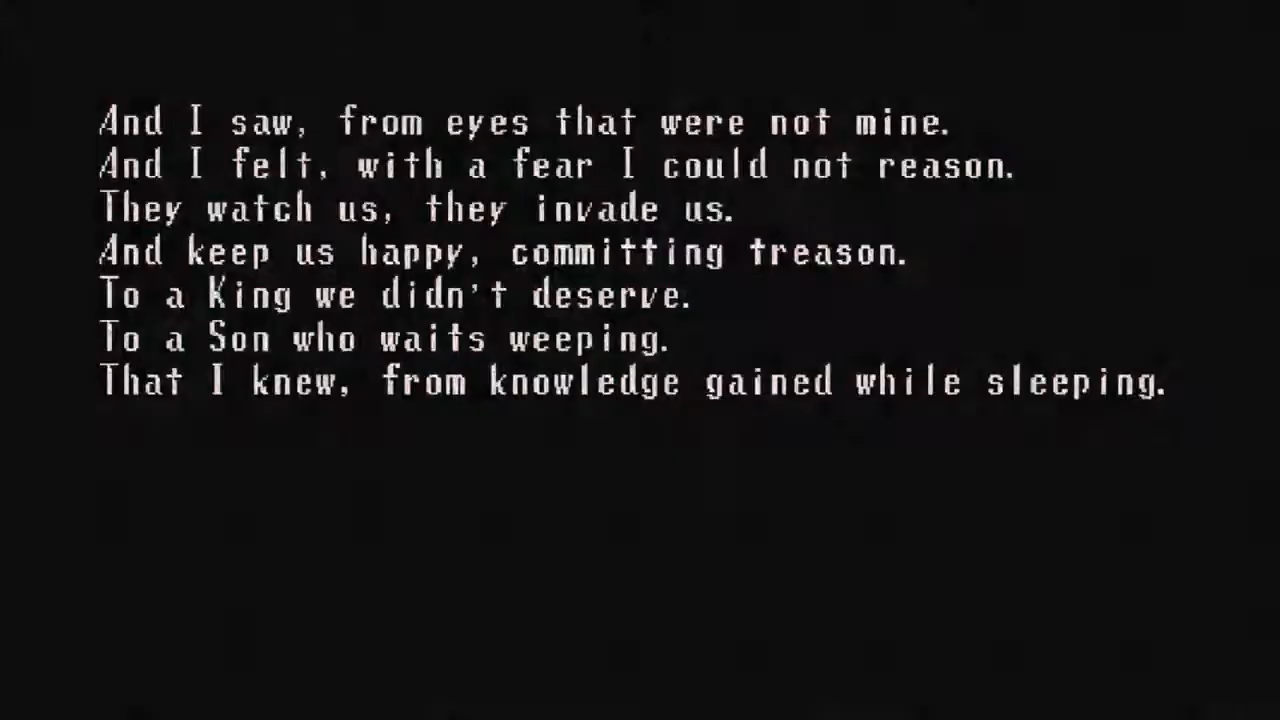 And I saw, from eyes that were not mine.
And I felt, with a fear I could not reason.
They watch us, they invade us.
And keep us happy, committing treason.
To a King we didn't deserve.
To a Son who waits weeping.
That I knew, from knowledge gained while sleeping.